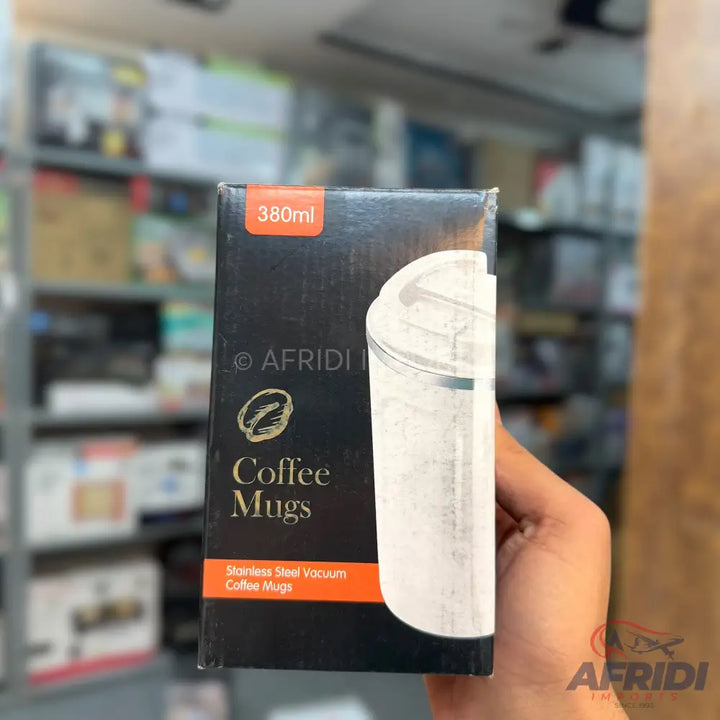 380ml
© AFRIDI I
Coffee
Mugs
Stainless Steel Vacuum
Coffee Mugs
AFRIDI
IMPORTS
SINCE 1993